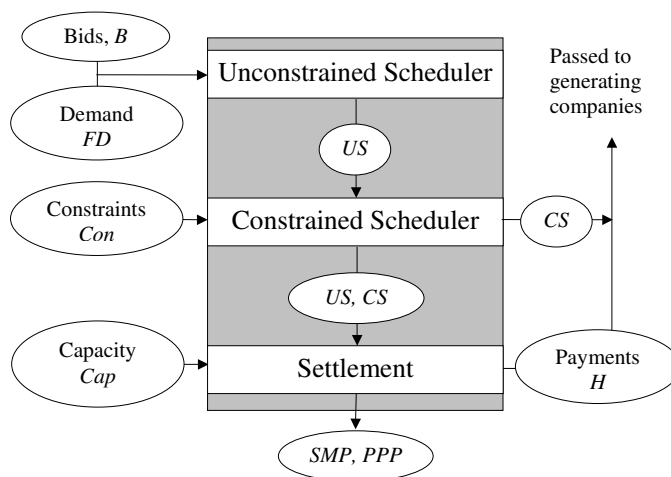 Bids, B
Unconstrained Scheduler
Passed to
generating
companies
Demand
FD
US
Constraints
Con
Constrained Scheduler
CS
US, CS
Capacity
Cap
Settlement
Payments
H
SMP, PPP